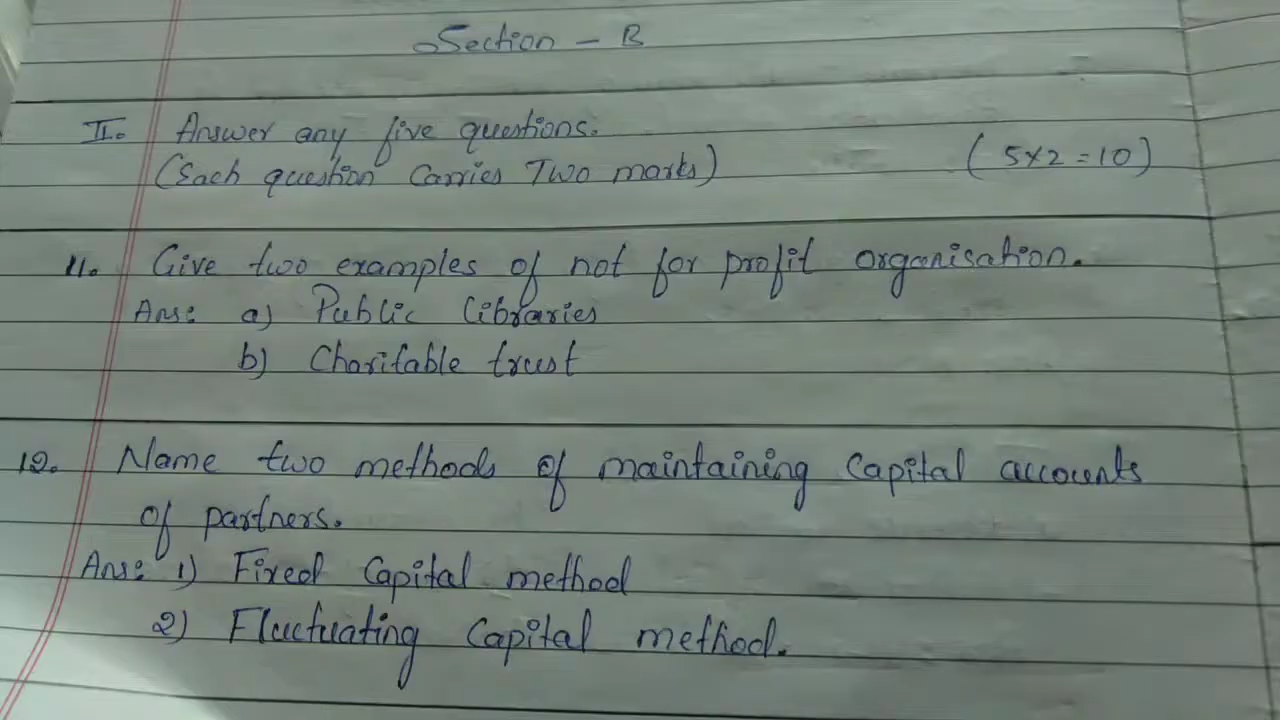 Section - B
II. Answer any five questions.
(Each question Carries Two marks) (5x2=10)
11. Give two examples of not for profit organisation.
Ans: a) Public Libraries
b) Charitable trust
12. Name two methods of maintaining Capital accounts
of partners.
Ans: 1) Fixed Capital method
2) Fluctuating Capital method.